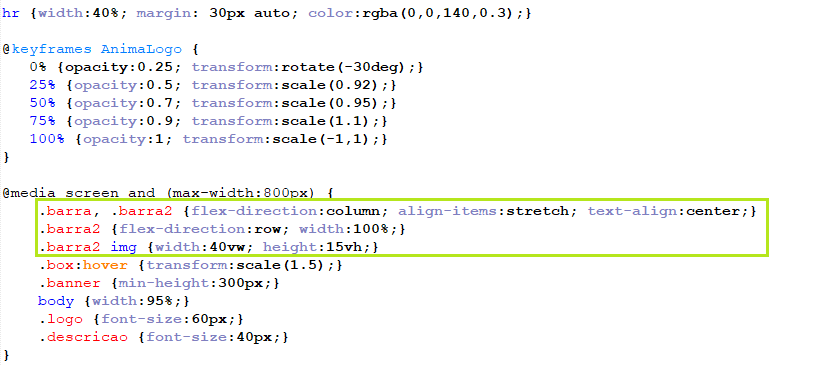 hr {width:40%; margin: 30px auto; color:rgba(0,0,140,0.3);}
@keyframes AnimaLogo {
0% {opacity:0.25; transform:rotate(-30deg);}
25% {opacity:0.5; transform:scale(0.92);}
50% {opacity:0.7; transform:scale(0.95);}
75% {opacity:0.9; transform:scale(1.1);}
100% {opacity:1; transform:scale(-1,1);}
}
@media screen and (max-width:800px) {
.barra, .barra2 {flex-direction:column; align-items:stretch; text-align:center;}
.barra2 {flex-direction:row; width:100%;}
.barra2 img {width:40vw; height:15vh;}
.box:hover {transform:scale(1.5);}
.banner {min-height:300px;}
body {width:95%;}
.logo {font-size:60px;}
.descricao {font-size:40px;}
}